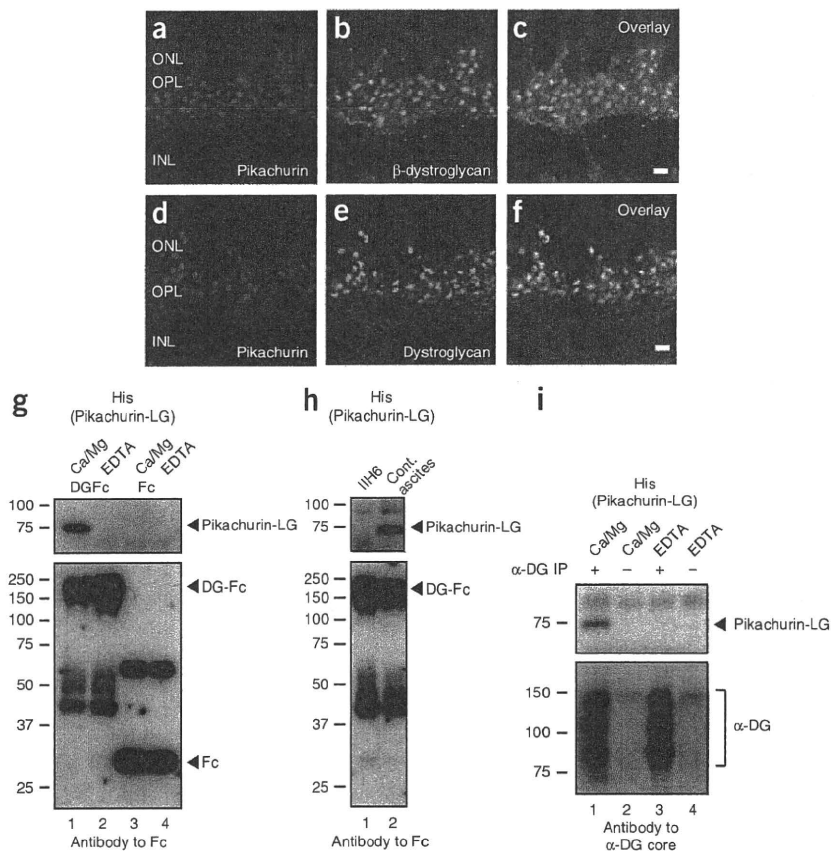 a
b
c
Overlay
ONL
OPL
INL
Pikachurin
β-dystroglycan
d
e
f
Overlay
ONL
OPL
INL
Pikachurin
Dystroglycan
g
His
(Pikachurin-LG)
Ca/Mg
EDTA
Ca/Mg
EDTA
DGFc
Fc
100
75
Pikachurin-LG
250
150
100
75
50
37
25
DG-Fc
Fc
1 2 3 4
Antibody to Fc
h
His
(Pikachurin-LG)
IIH6
Cont.
ascites
100
75
Pikachurin-LG
250
150
100
75
50
37
25
DG-Fc
1 2
Antibody to Fc
i
His
(Pikachurin-LG)
Ca/Mg
Ca/Mg
EDTA
EDTA
α-DG IP + – + –
75
Pikachurin-LG
150
100
75
α-DG
1 2 3 4
Antibody to
α-DG core